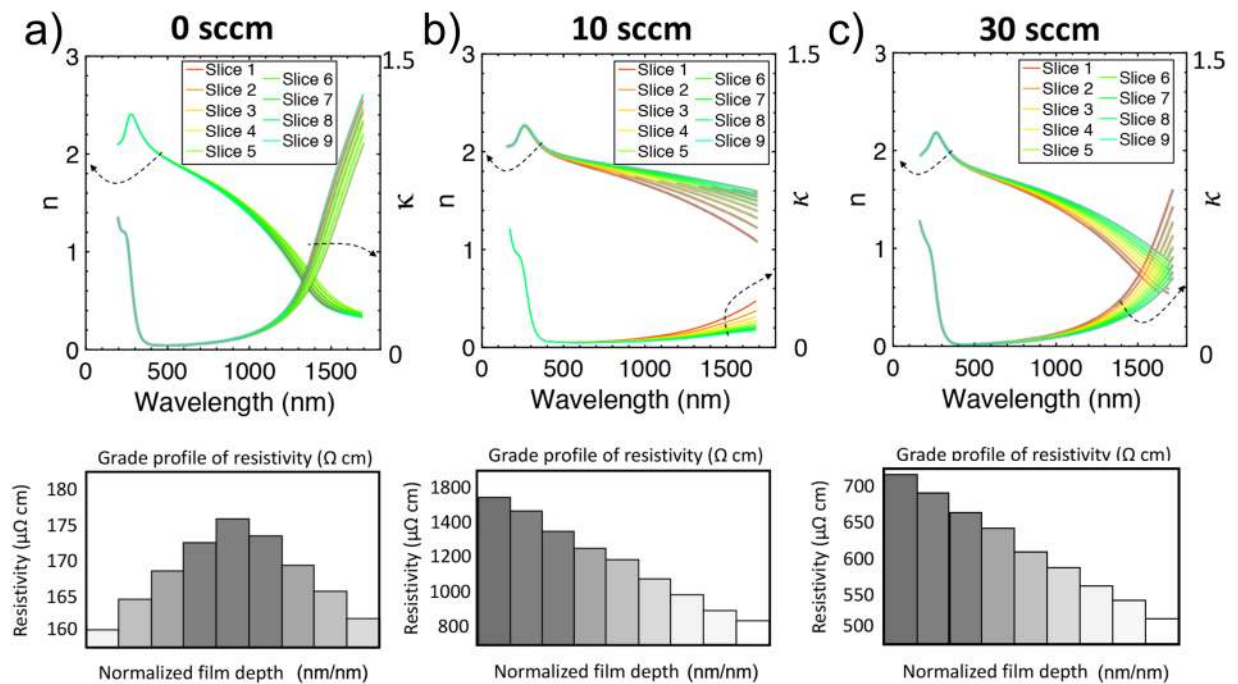 a) 0 sccm
b) 10 sccm
c) 30 sccm
3
2
1
0
n
1.5
0
κ
Slice 1
Slice 2
Slice 3
Slice 4
Slice 5
Slice 6
Slice 7
Slice 8
Slice 9
0 500 1000 1500
Wavelength (nm)
3
2
1
0
n
1.5
0
κ
Slice 1
Slice 2
Slice 3
Slice 4
Slice 5
Slice 6
Slice 7
Slice 8
Slice 9
0 500 1000 1500
Wavelength (nm)
3
2
1
0
n
1.5
0
κ
Slice 1
Slice 2
Slice 3
Slice 4
Slice 5
Slice 6
Slice 7
Slice 8
Slice 9
0 500 1000 1500
Wavelength (nm)
Grade profile of resistivity (Ω cm)
180
175
170
165
160
Resistivity (μΩ cm)
Normalized film depth (nm/nm)
Grade profile of resistivity (Ω cm)
1800
1400
1200
1000
800
Resistivity (μΩ cm)
Normalized film depth (nm/nm)
Grade profile of resistivity (Ω cm)
700
650
600
550
500
Resistivity (μΩ cm)
Normalized film depth (nm/nm)